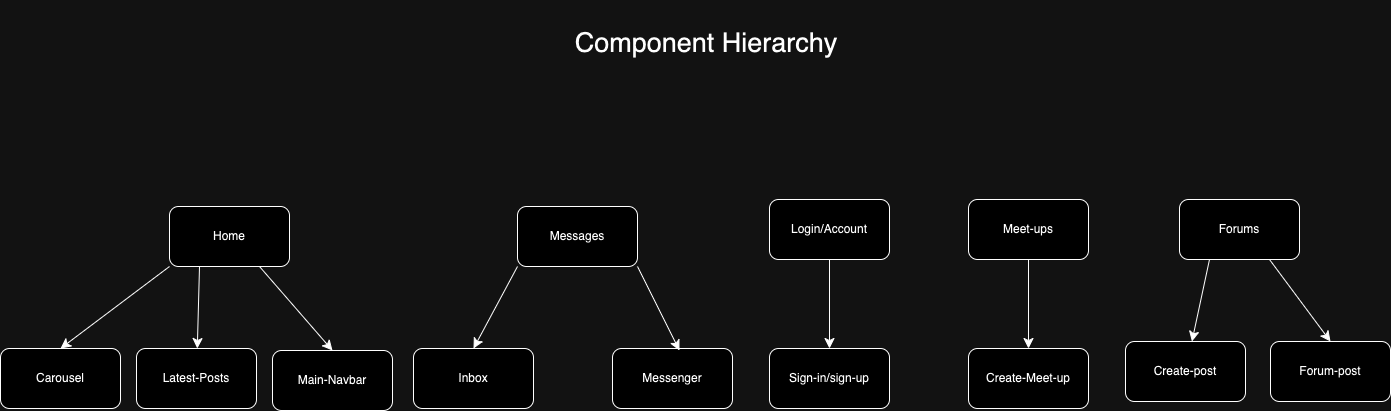 Component Hierarchy
Home
Messages
Login/Account
Meet-ups
Forums
Carousel
Latest-Posts
Main-Navbar
Inbox
Messenger
Sign-in/sign-up
Create-Meet-up
Create-post
Forum-post